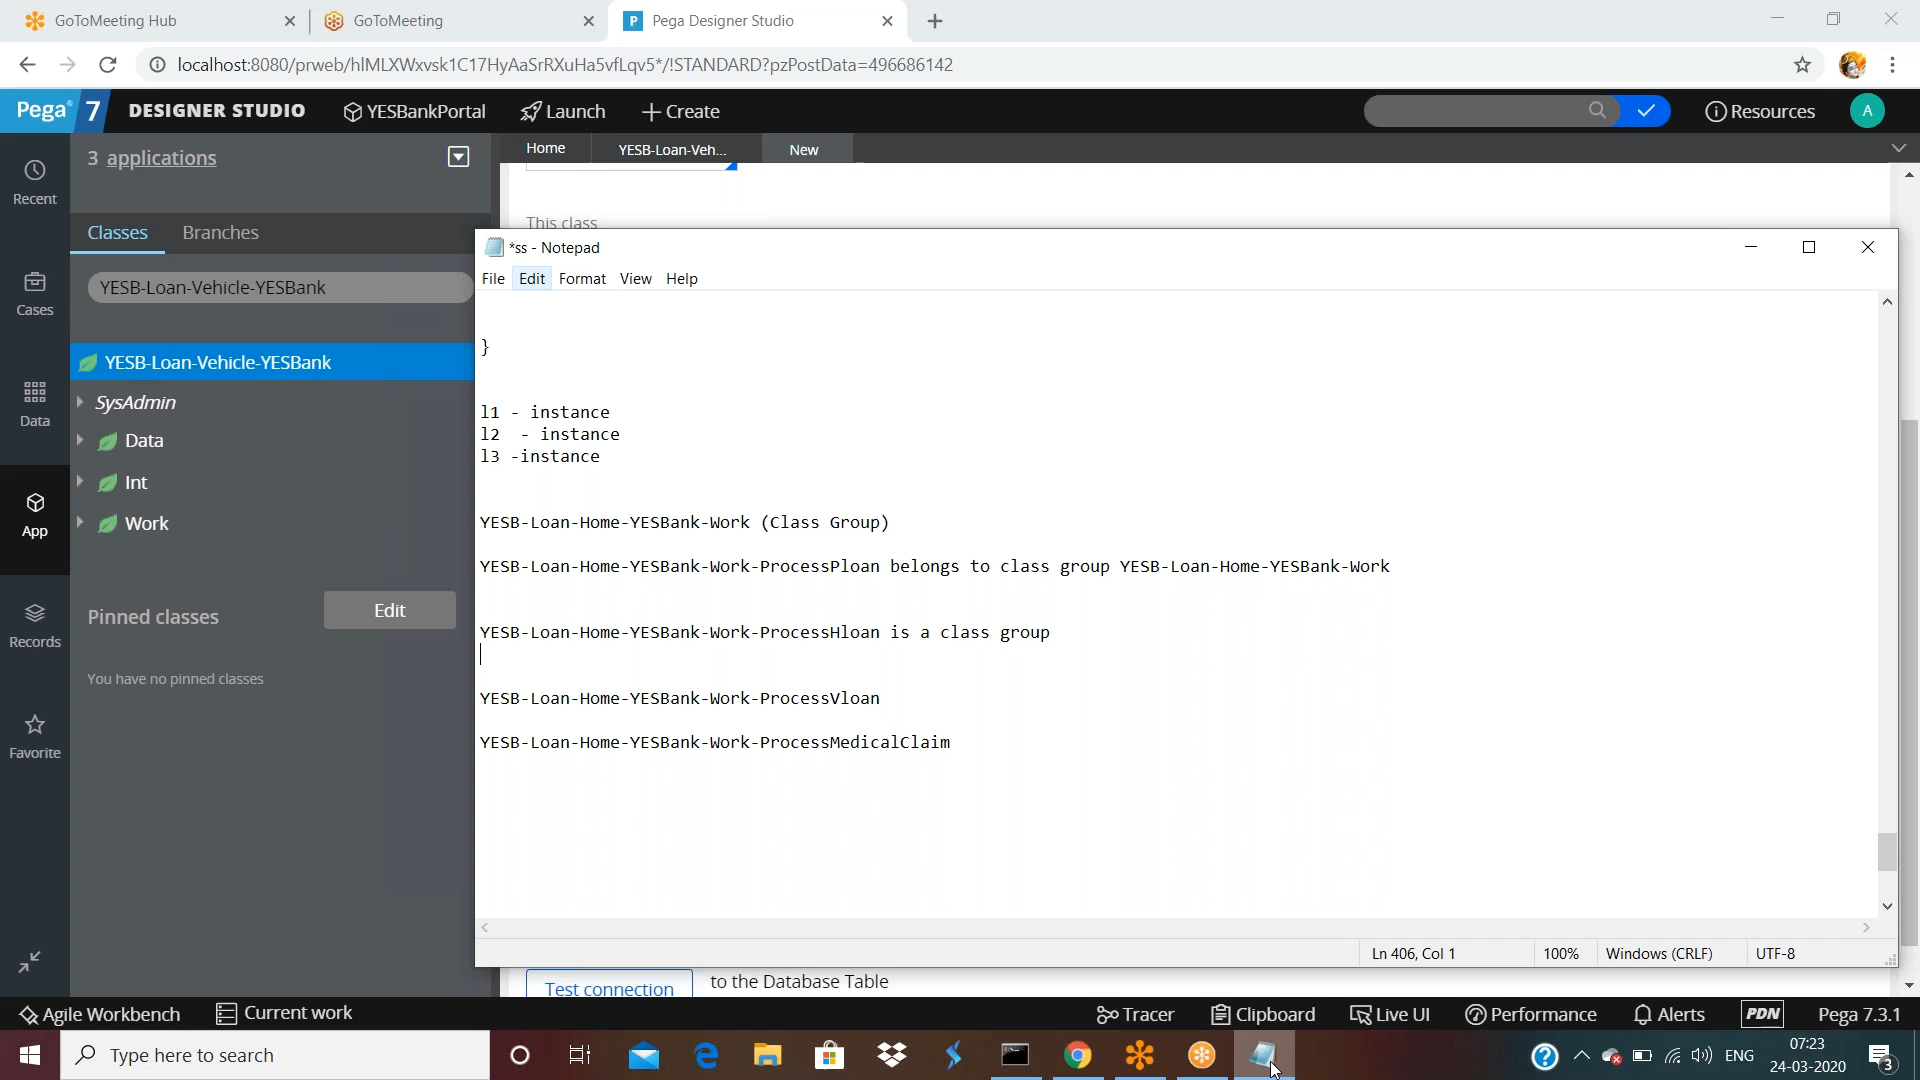 GoToMeeting Hub
GoToMeeting
P Pega Designer Studio
localhost:8080/prweb/hIMLXWxvsk1C17HyAaSrRXuHa5vfLqv5*/!STANDARD?pzPostData=496686142
Pega 7 DESIGNER STUDIO YESBankPortal Launch Create Resources A
3 applications
Home YESB-Loan-Veh... New
Recent
Classes Branches
This class
*ss - Notepad
File Edit Format View Help
YESB-Loan-Vehicle-YESBank
Cases
YESB-Loan-Vehicle-YESBank
SysAdmin
Data
Data
Int
Work
App
Pinned classes Edit
Records
You have no pinned classes
Favorite
}
l1 - instance
l2  - instance
l3 -instance
YESB-Loan-Home-YESBank-Work (Class Group)
YESB-Loan-Home-YESBank-Work-ProcessPloan belongs to class group YESB-Loan-Home-YESBank-Work
YESB-Loan-Home-YESBank-Work-ProcessHloan is a class group
YESB-Loan-Home-YESBank-Work-ProcessVloan
YESB-Loan-Home-YESBank-Work-ProcessMedicalClaim
Ln 406, Col 1 100% Windows (CRLF) UTF-8
Test connection to the Database Table
Agile Workbench Current work Tracer Clipboard Live UI Performance Alerts PDN Pega 7.3.1
Type here to search
ENG
07:23
24-03-2020
3